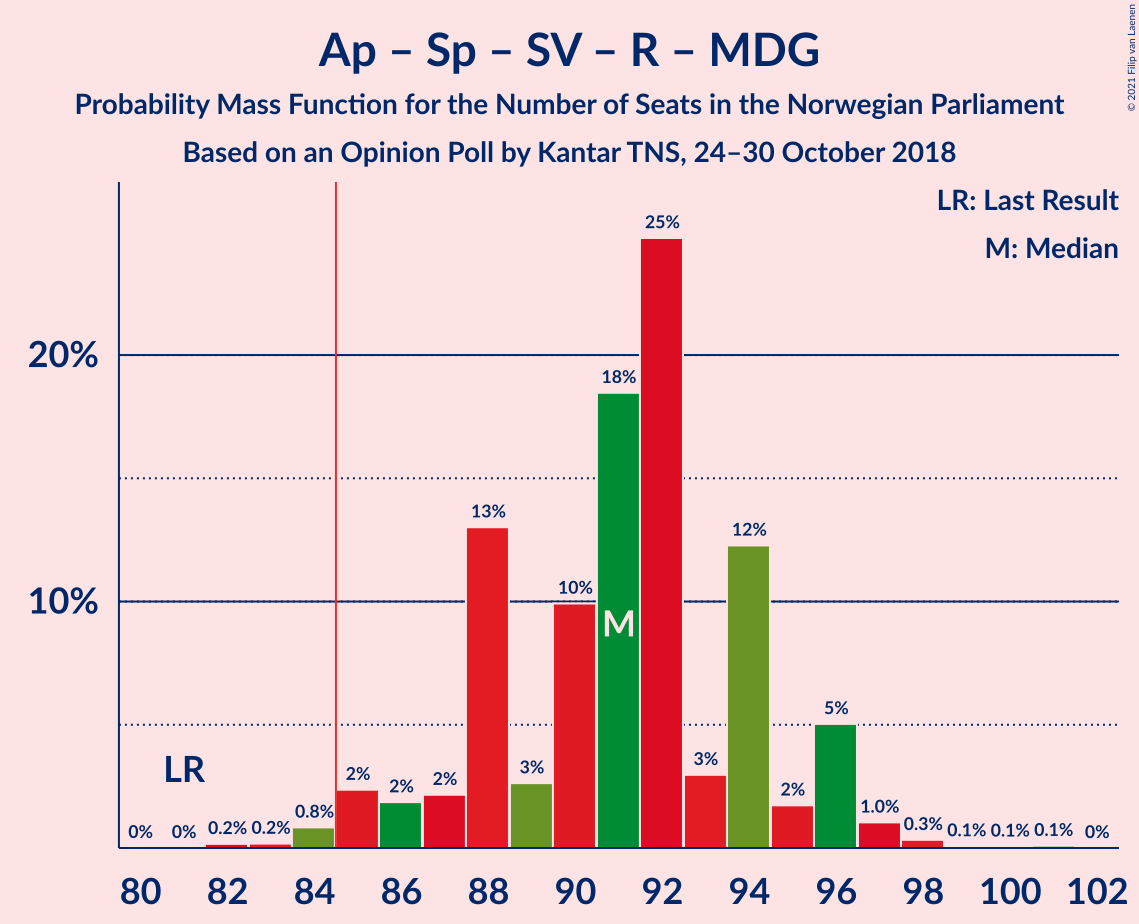 Ap – Sp – SV – R – MDG
Probability Mass Function for the Number of Seats in the Norwegian Parliament
Based on an Opinion Poll by Kantar TNS, 24–30 October 2018
© 2021 Filip van Laenen
LR: Last Result
M: Median
25%
20%
18%
13%
12%
10%
10%
M
5%
LR
3%
3%
2%
2%
2%
2%
1.0%
0.8%
0.3%
0%
0%
0.2%
0.2%
0.1%
0.1%
0.1%
0%
80 82 84 86 88 90 92 94 96 98 100 102